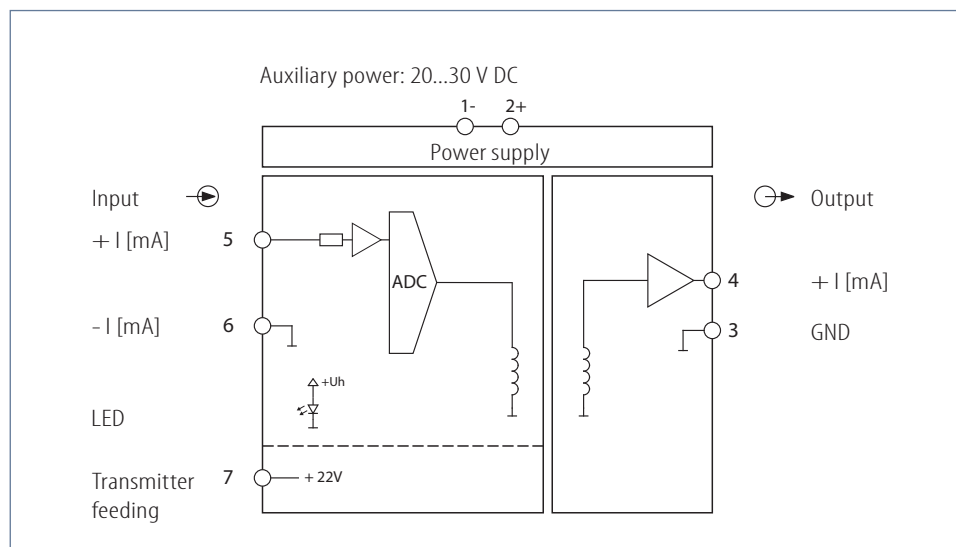 Auxiliary power: 20...30 V DC
1- 2+
Power supply
Input
Output
+ I [mA] 5
ADC
4 + I [mA]
- I [mA] 6
3 GND
+Uh
LED
Transmitter 7 + 22V
feeding